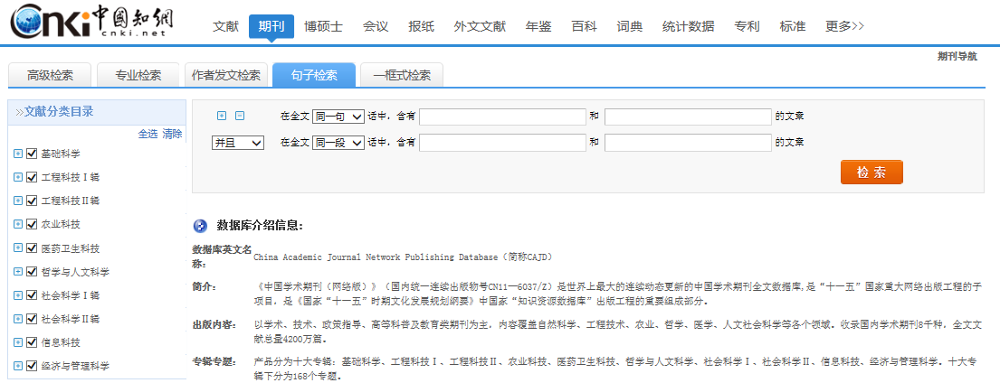 Cnki 中国知网
cnki.net
文献 期刊 博硕士 会议 报纸 外文文献 年鉴 百科 词典 统计数据 专利 标准 更多>>
期刊导航
高级检索 专业检索 作者发文检索 句子检索 一框式检索
文献分类目录
全选 清除
基础科学
工程科技Ⅰ辑
工程科技Ⅱ辑
农业科技
医药卫生科技
哲学与人文科学
社会科学Ⅰ辑
社会科学Ⅱ辑
信息科技
经济与管理科学
在全文 同一句 话中，含有 和 的文章
并且 在全文 同一段 话中，含有 和 的文章
检 索
数据库介绍信息：
数据库英文名
称： China Academic Journal Network Publishing Database（简称CAJD）
简介： 《中国学术期刊（网络版）》（国内统一连续出版物号CN11—6037/Z）是世界上最大的连续动态更新的中国学术期刊全文数据库,是“十一五”国家重大网络出版工程的子
项目，是《国家“十一五”时期文化发展规划纲要》中国家“知识资源数据库”出版工程的重要组成部分。
出版内容： 以学术、技术、政策指导、高等科普及教育类期刊为主，内容覆盖自然科学、工程技术、农业、哲学、医学、人文社会科学等各个领域。收录国内学术期刊8千种，全文文
献总量4200万篇。
专辑专题： 产品分为十大专辑：基础科学、工程科技Ⅰ、工程科技Ⅱ、农业科技、医药卫生科技、哲学与人文科学、社会科学Ⅰ、社会科学Ⅱ、信息科技、经济与管理科学。十大专
辑下分为168个专题。